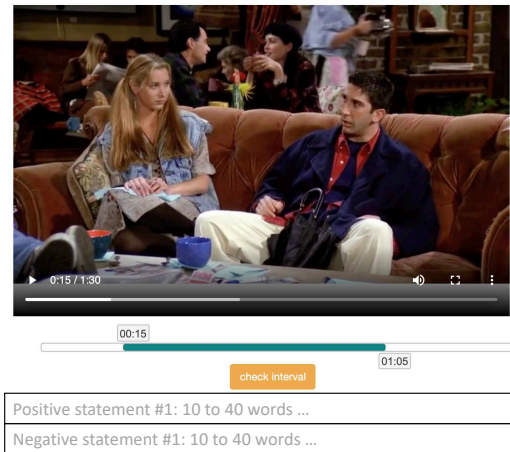 0:15 / 1:30
00:15
01:05
check interval
Positive statement #1: 10 to 40 words ...
Negative statement #1: 10 to 40 words ...